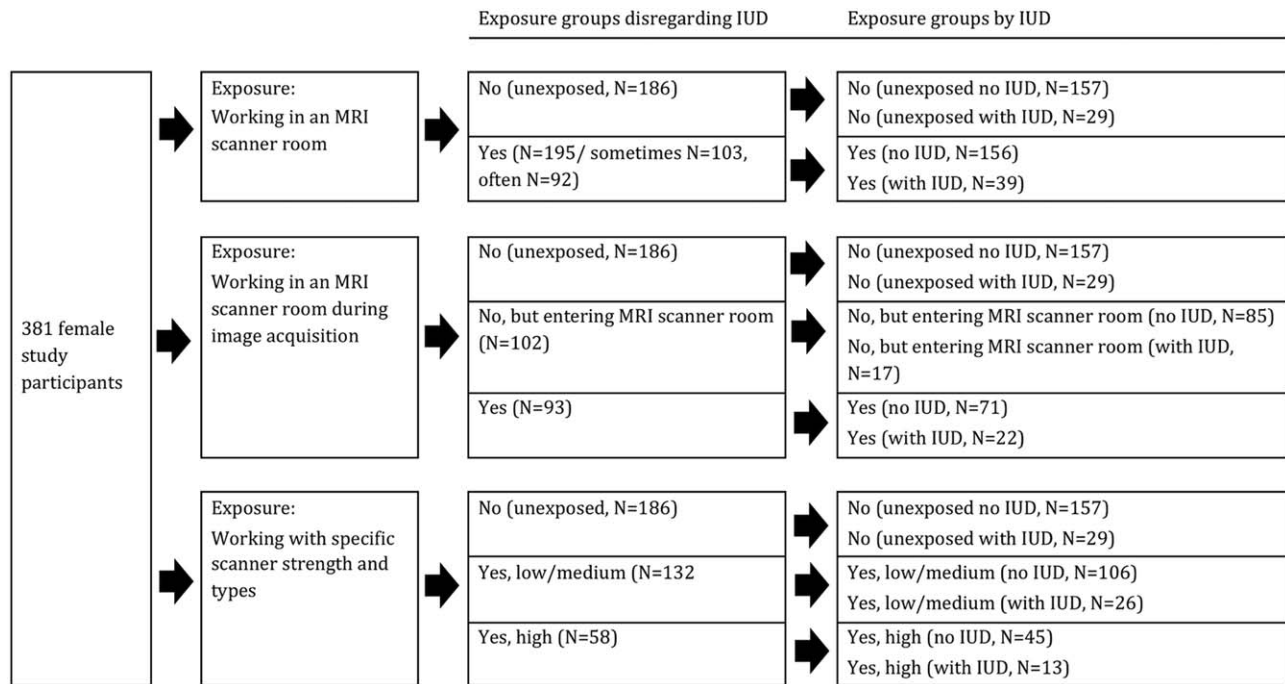 Exposure groups disregarding IUD
Exposure groups by IUD
381 female
study
participants
Exposure:
Working in an MRI
scanner room
No (unexposed, N=186)
No (unexposed no IUD, N=157)
No (unexposed with IUD, N=29)
Yes (N=195/ sometimes N=103,
often N=92)
Yes (no IUD, N=156)
Yes (with IUD, N=39)
Exposure:
Working in an MRI
scanner room during
image acquisition
No (unexposed, N=186)
No (unexposed no IUD, N=157)
No (unexposed with IUD, N=29)
No, but entering MRI scanner room
(N=102)
No, but entering MRI scanner room (no IUD, N=85)
No, but entering MRI scanner room (with IUD,
N=17)
Yes (N=93)
Yes (no IUD, N=71)
Yes (with IUD, N=22)
Exposure:
Working with specific
scanner strength and
types
No (unexposed, N=186)
No (unexposed no IUD, N=157)
No (unexposed with IUD, N=29)
Yes, low/medium (N=132
Yes, low/medium (no IUD, N=106)
Yes, low/medium (with IUD, N=26)
Yes, high (N=58)
Yes, high (no IUD, N=45)
Yes, high (with IUD, N=13)